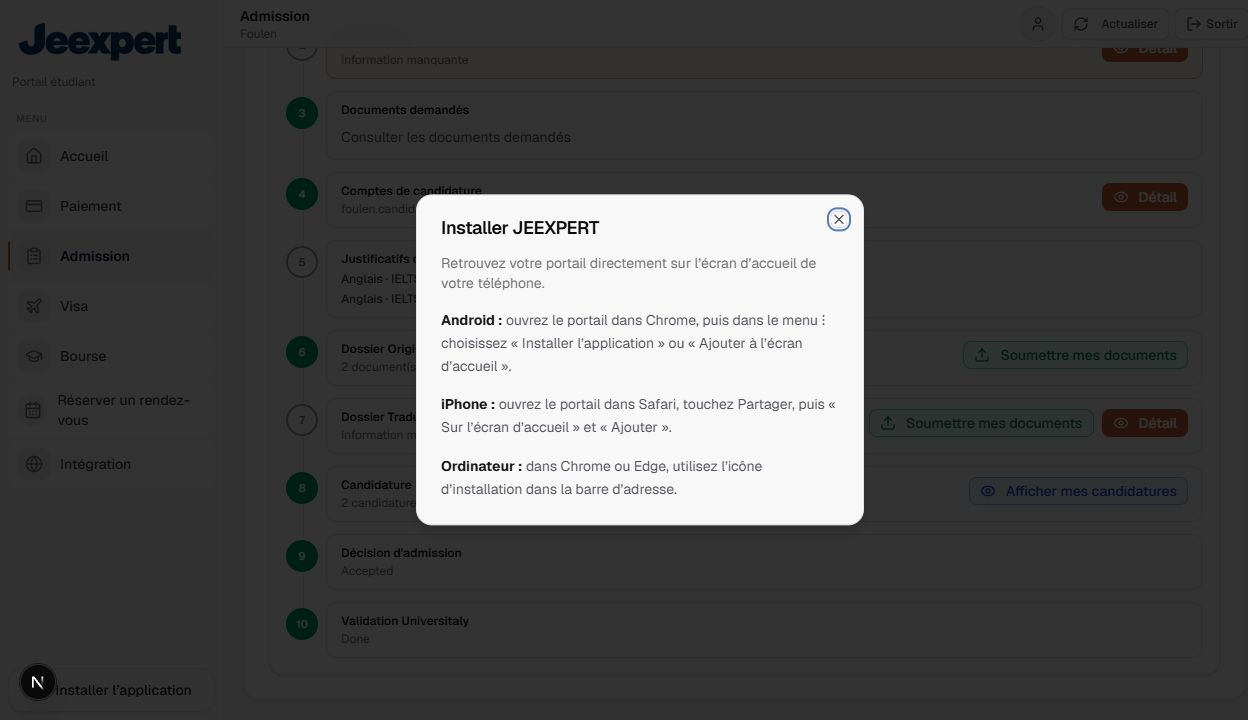 Jeexpert
Portail étudiant
MENU
Accueil
Paiement
Admission
Visa
Bourse
Réserver un rendez-
vous
Intégration
N
Installer l'application
Admission
Foulen
Actualiser
Sortir
Information manquante
Détail
3
Documents demandés
Consulter les documents demandés
4
Comptes de candidature
foulen.candid
Détail
5
Justificatifs
Anglais · IELTS
Anglais · IELTS
6
Dossier Origi
2 document(s
Soumettre mes documents
7
Dossier Tradu
Information m
Soumettre mes documents
Détail
8
Candidature
2 candidature
Afficher mes candidatures
9
Décision d'admission
Accepted
10
Validation Universitaly
Done
Installer JEEXPERT
Retrouvez votre portail directement sur l'écran d'accueil de
votre téléphone.
Android : ouvrez le portail dans Chrome, puis dans le menu ⋮
choisissez « Installer l'application » ou « Ajouter à l'écran
d'accueil ».
iPhone : ouvrez le portail dans Safari, touchez Partager, puis «
Sur l'écran d'accueil » et « Ajouter ».
Ordinateur : dans Chrome ou Edge, utilisez l'icône
d'installation dans la barre d'adresse.